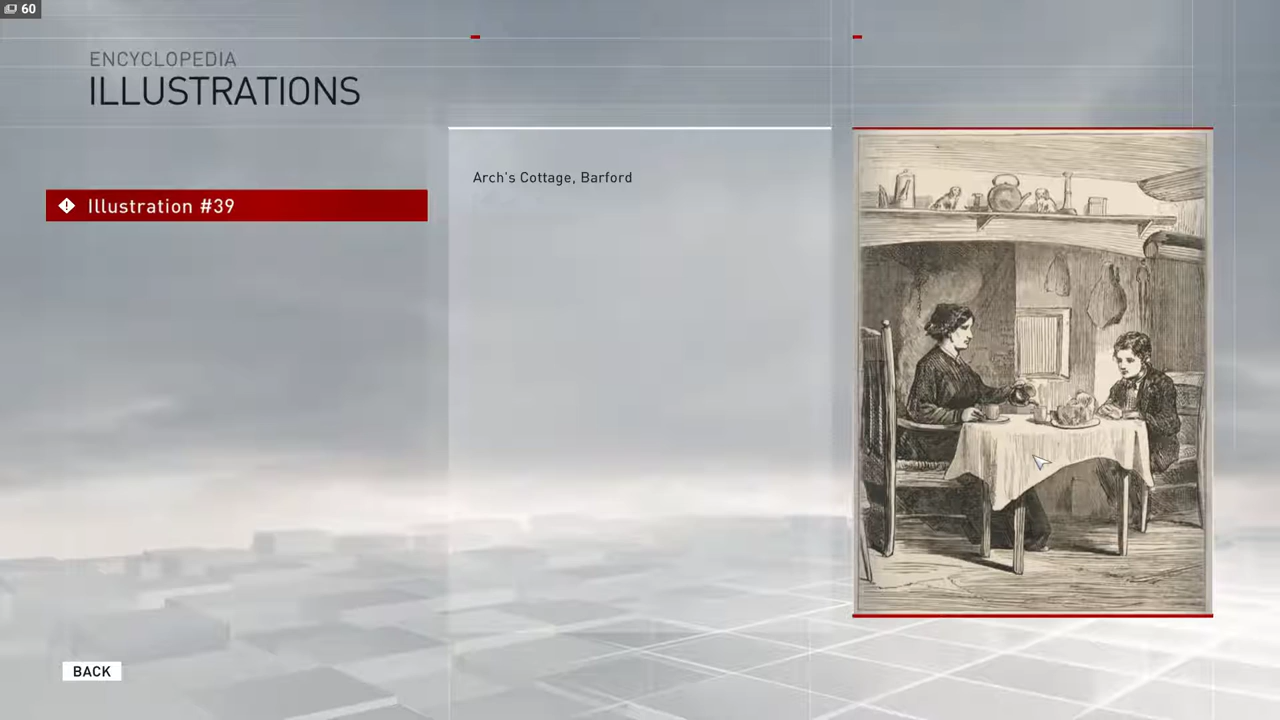 60
ENCYCLOPEDIA
ILLUSTRATIONS
Illustration #39
Arch's Cottage, Barford
BACK